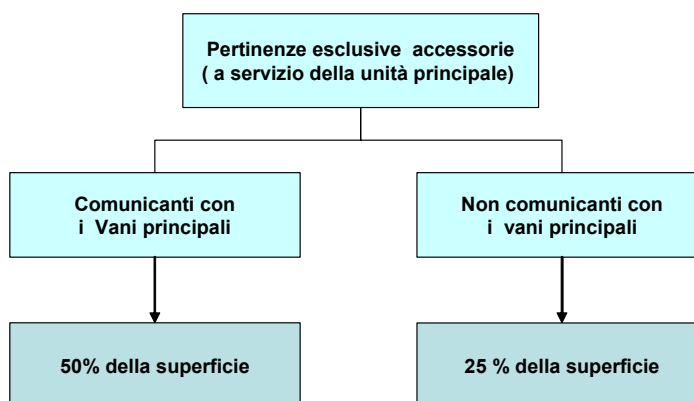 Pertinenze esclusive accessorie
( a servizio della unità principale)
Comunicanti con
i Vani principali
Non comunicanti con
i vani principali
50% della superficie
25 % della superficie